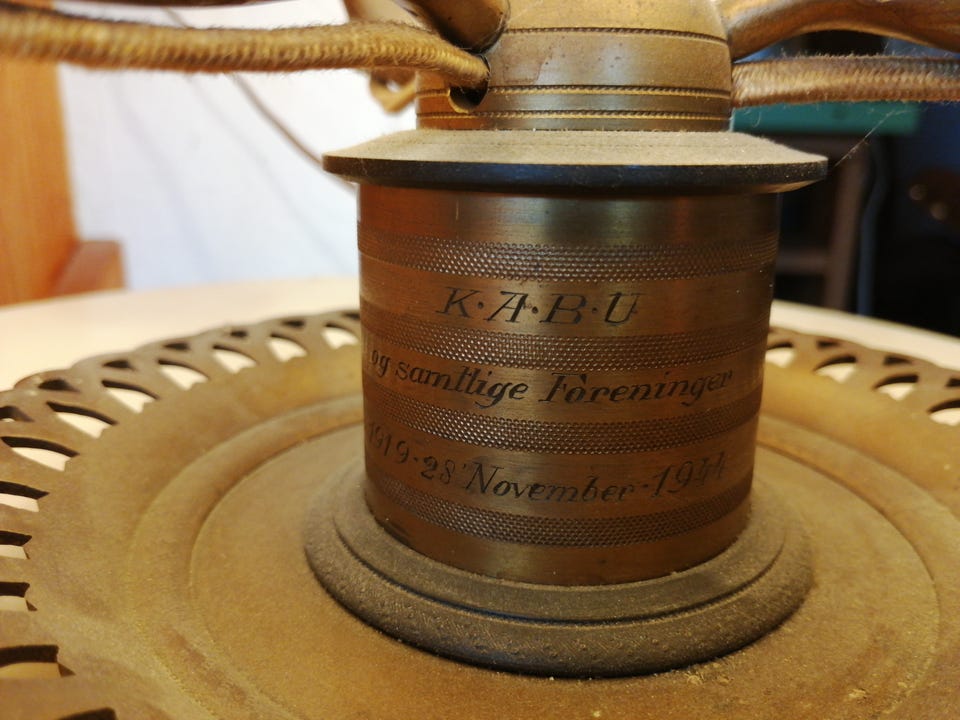 K·A·B·U
og samtlige Foreninger
1919·28' November·1944